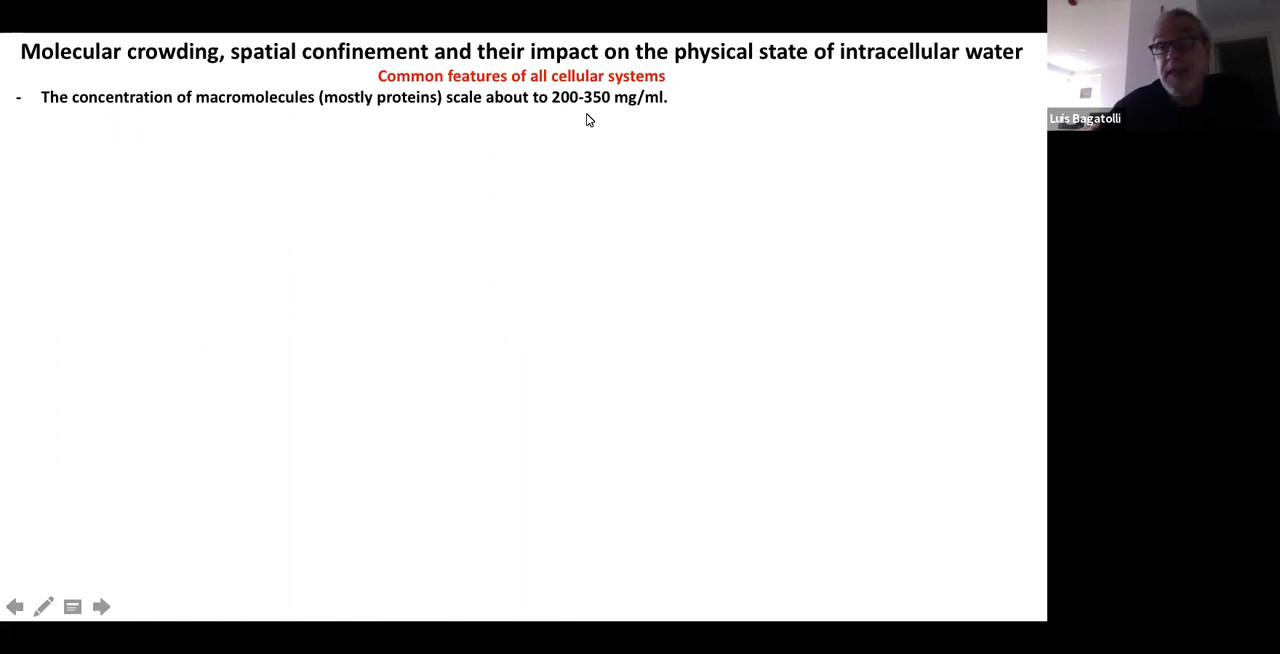 Molecular crowding, spatial confinement and their impact on the physical state of intracellular water
Common features of all cellular systems
- The concentration of macromolecules (mostly proteins) scale about to 200-350 mg/ml.
Luis Bagatolli